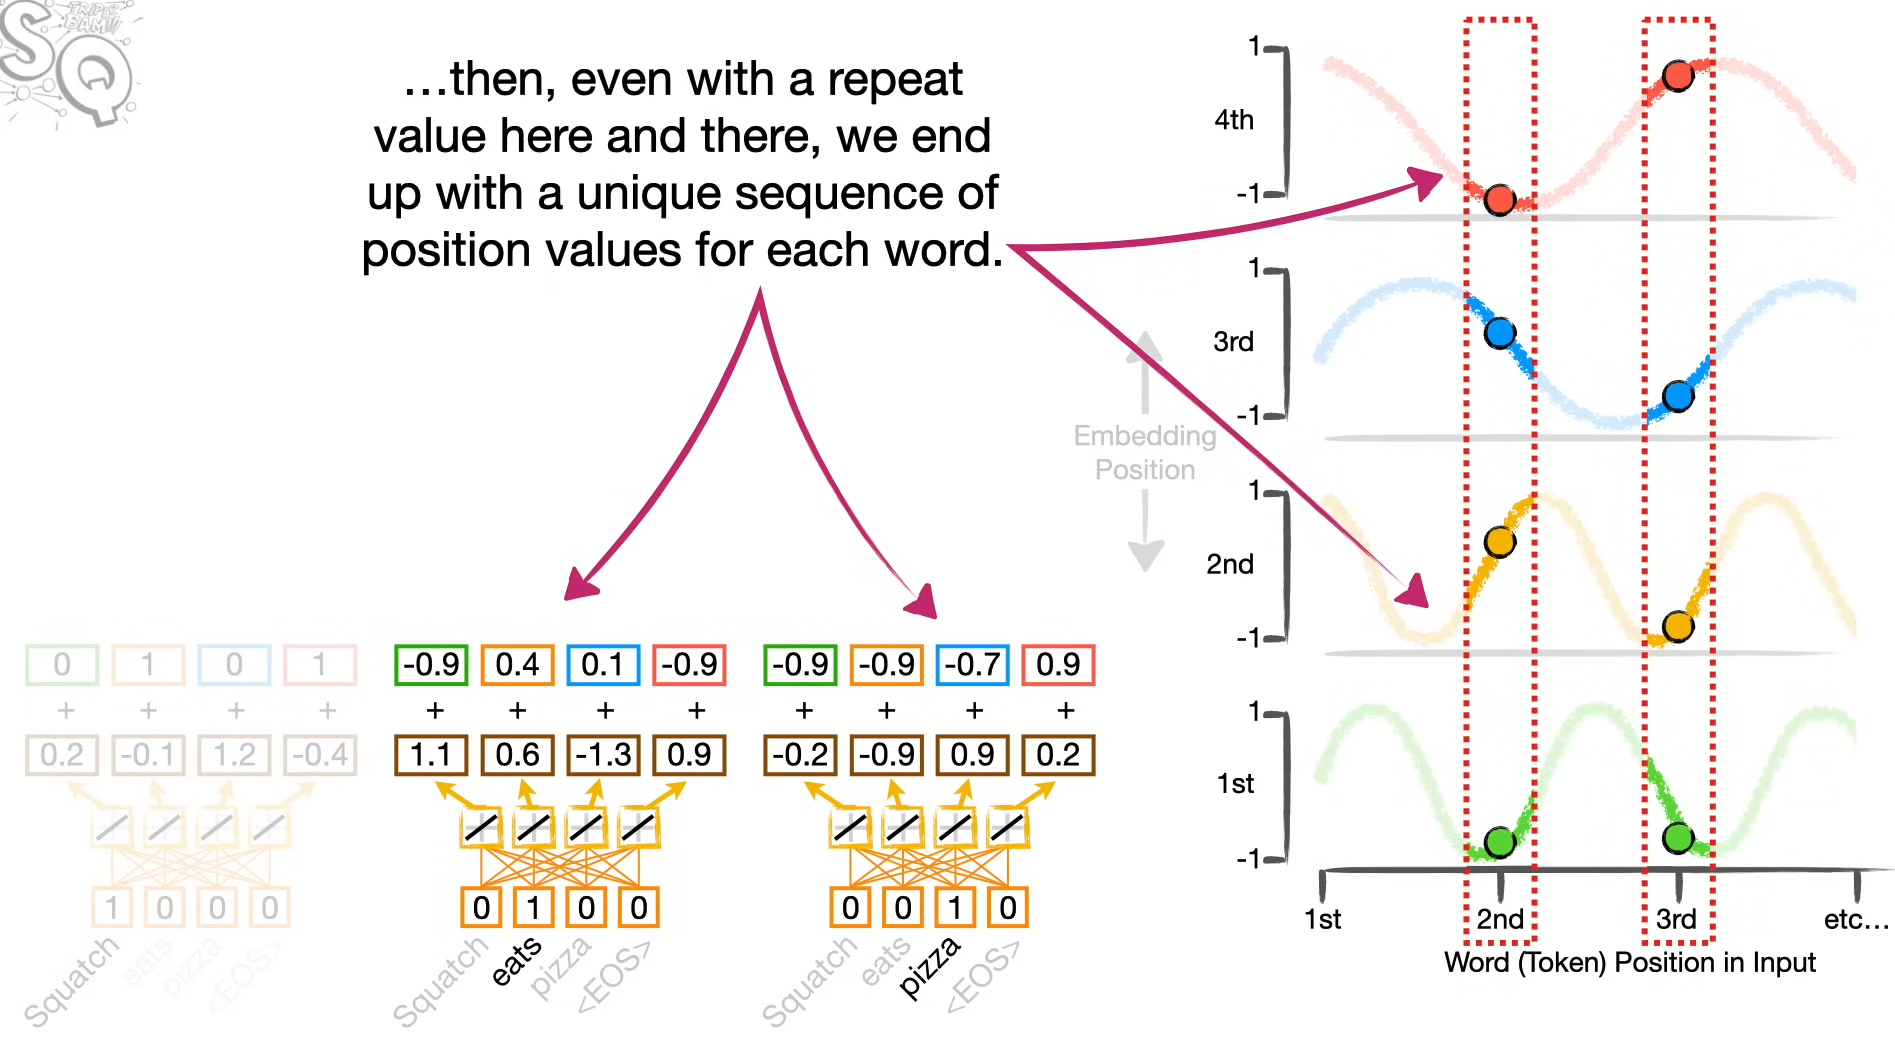 TRIPLE
BAM!!
SQ
...then, even with a repeat
value here and there, we end
up with a unique sequence of
position values for each word.
1
4th
-1
1
3rd
-1
Embedding
Position
1
2nd
-1
1
1st
-1
1st 2nd 3rd etc...
Word (Token) Position in Input
0 1 0 1
+ + + +
0.2 -0.1 1.2 -0.4
1 0 0 0
Squatch eats pizza <EOS>
-0.9 0.4 0.1 -0.9
+ + + +
1.1 0.6 -1.3 0.9
0 1 0 0
Squatch eats pizza <EOS>
-0.9 -0.9 -0.7 0.9
+ + + +
-0.2 -0.9 0.9 0.2
0 0 1 0
Squatch eats pizza <EOS>